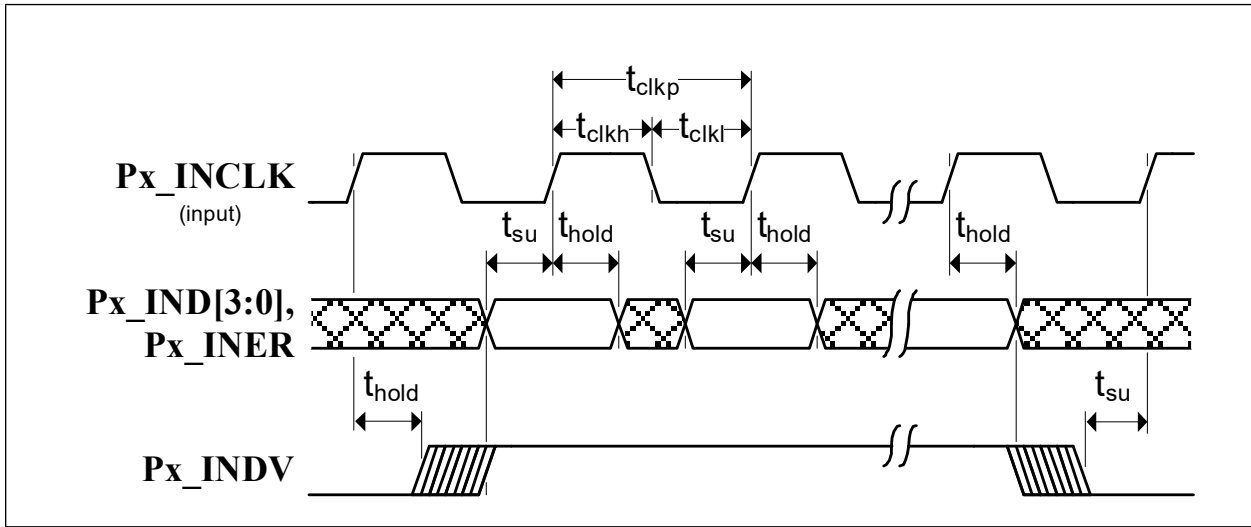 tclkp
tclkh tclkl
Px_INCLK
(input)
tsu thold tsu thold thold
Px_IND[3:0],
Px_INER
thold tsu
Px_INDV